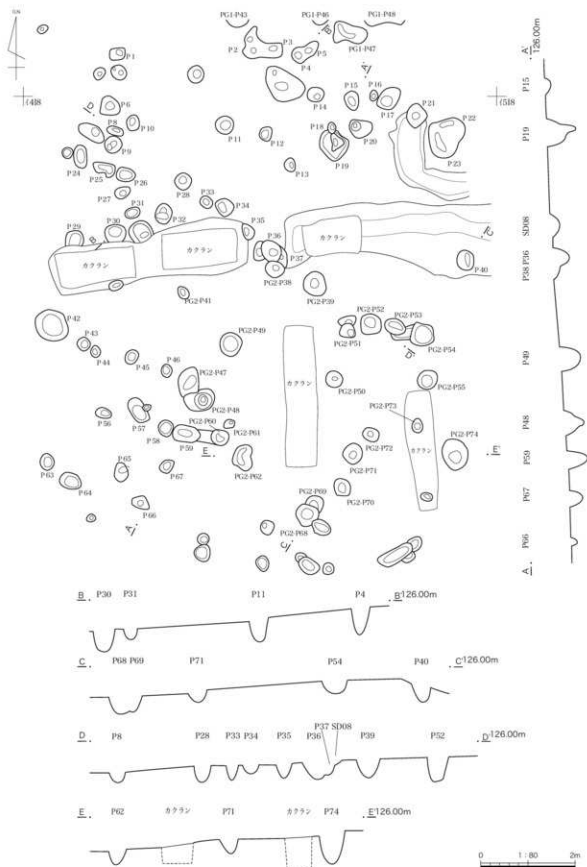 G.N.
PG1-P43
PG1-P46
PG1-P48
PG1-P47
B'
A'
126.00m
P1
P2
P3
P4
P5
P15
P16
P14
P17
P21
P22
P23
D
P6
P8
P10
P9
P11
P12
P13
P18
P20
P19
P24
P25
P26
P27
P28
P33
P34
P31
P32
P35
P29
P30
B
カクラン
カクラン
カクラン
P36
P37
PG2-P38
C'
P40
PG2-P39
PG2-P41
P42
P43
P44
P45
P46
PG2-P49
PG2-P52
PG2-P53
PG2-P51
PG2-P54
D'
PG2-P47
PG2-P48
カクラン
PG2-P50
PG2-P55
PG2-P73
P56
P57
P58
PG2-P60
P59
PG2-P61
E
PG2-P62
PG2-P72
PG2-P71
カクラン
PG2-P74
E'
P63
P64
P65
P67
P66
A
PG2-P70
PG2-P69
PG2-P68
C
A'
126.00m
P15
P19
SD08
P36
P38
P49
P48
P59
P67
P66
A
B
P30
P31
P11
P4
B'
126.00m
C
P68
P69
P71
P54
P40
C'
126.00m
D
P8
P28
P33
P34
P35
P36
P37
SD08
P39
P52
D'
126.00m
E
P62
カクラン
P71
カクラン
P74
E'
126.00m
0
1：80
2m